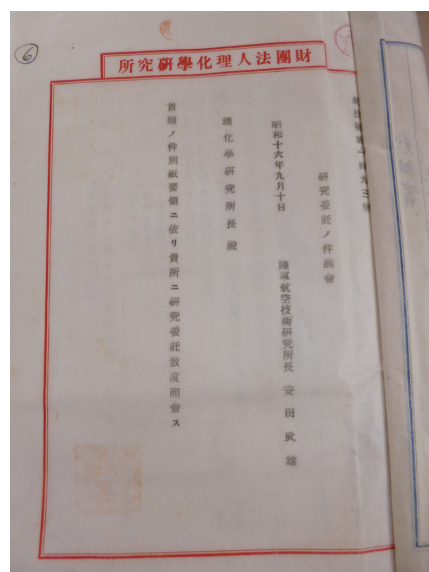 ⑥
財團法人理化學硏究所
研究委託ノ件照會
昭和十六年九月十日
陸軍航空技術研究所長 安田武雄
理化學研究所長殿
首題ノ件別紙要領ニ依リ貴所ニ研究委託致度照會ス